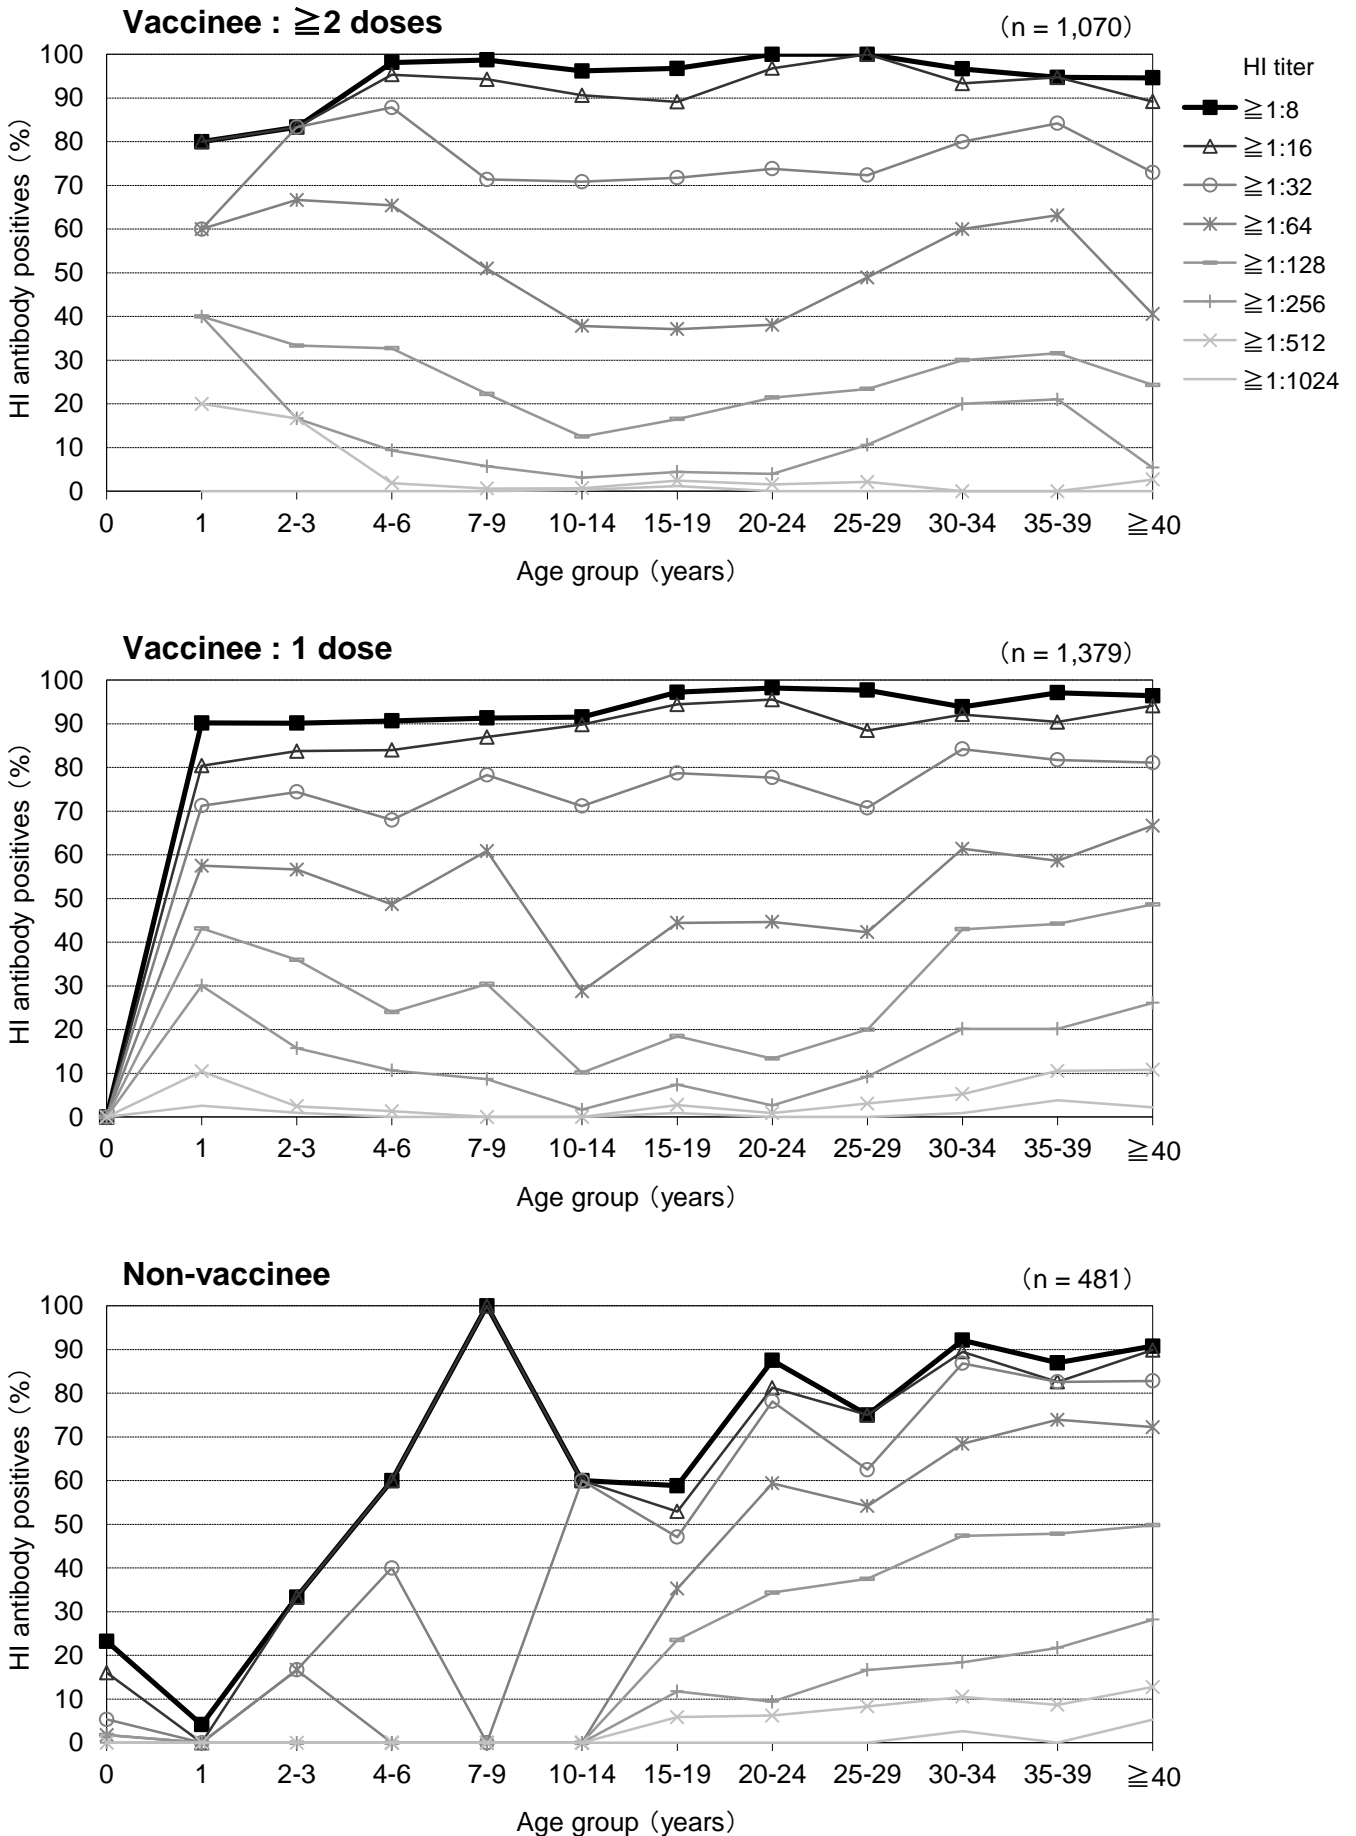 Vaccinee : ≧2 doses
（n = 1,070）
HI titer
≧1:8
≧1:16
≧1:32
≧1:64
≧1:128
≧1:256
≧1:512
≧1:1024
HI antibody positives（%）
100
90
80
70
60
50
40
30
20
10
0
0 1 2-3 4-6 7-9 10-14 15-19 20-24 25-29 30-34 35-39 ≧40
Age group（years）
Vaccinee : 1 dose
（n = 1,379）
HI antibody positives（%）
100
90
80
70
60
50
40
30
20
10
0
0 1 2-3 4-6 7-9 10-14 15-19 20-24 25-29 30-34 35-39 ≧40
Age group（years）
Non-vaccinee
（n = 481）
HI antibody positives（%）
100
90
80
70
60
50
40
30
20
10
0
0 1 2-3 4-6 7-9 10-14 15-19 20-24 25-29 30-34 35-39 ≧40
Age group（years）